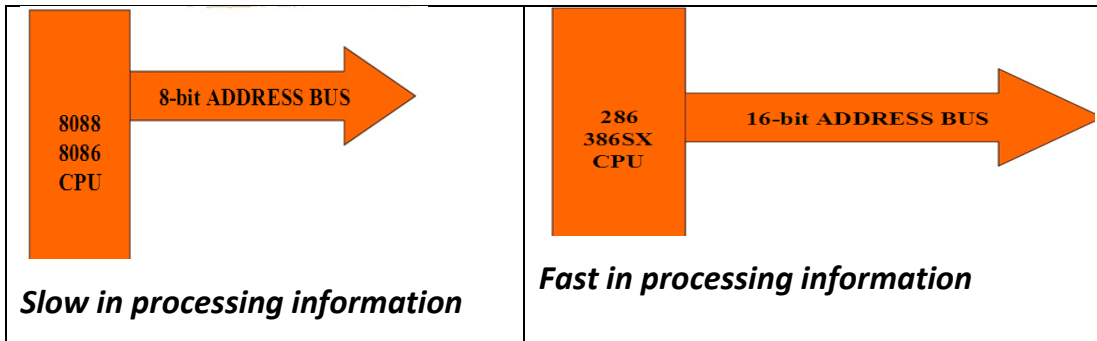 8088
8086
CPU
8-bit ADDRESS BUS
Slow in processing information
286
386SX
CPU
16-bit ADDRESS BUS
Fast in processing information